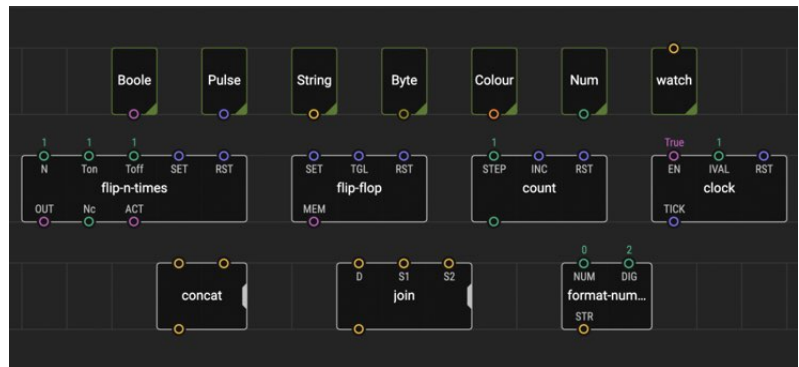 Boole Pulse String Byte Colour Num watch
1 1 1 1 True 1
N Ton Toff SET RST SET TGL RST STEP INC RST EN IVAL RST
flip-n-times flip-flop count clock
OUT Nc ACT MEM TICK
0 2
D S1 S2 NUM DIG
concat join format-num...
STR